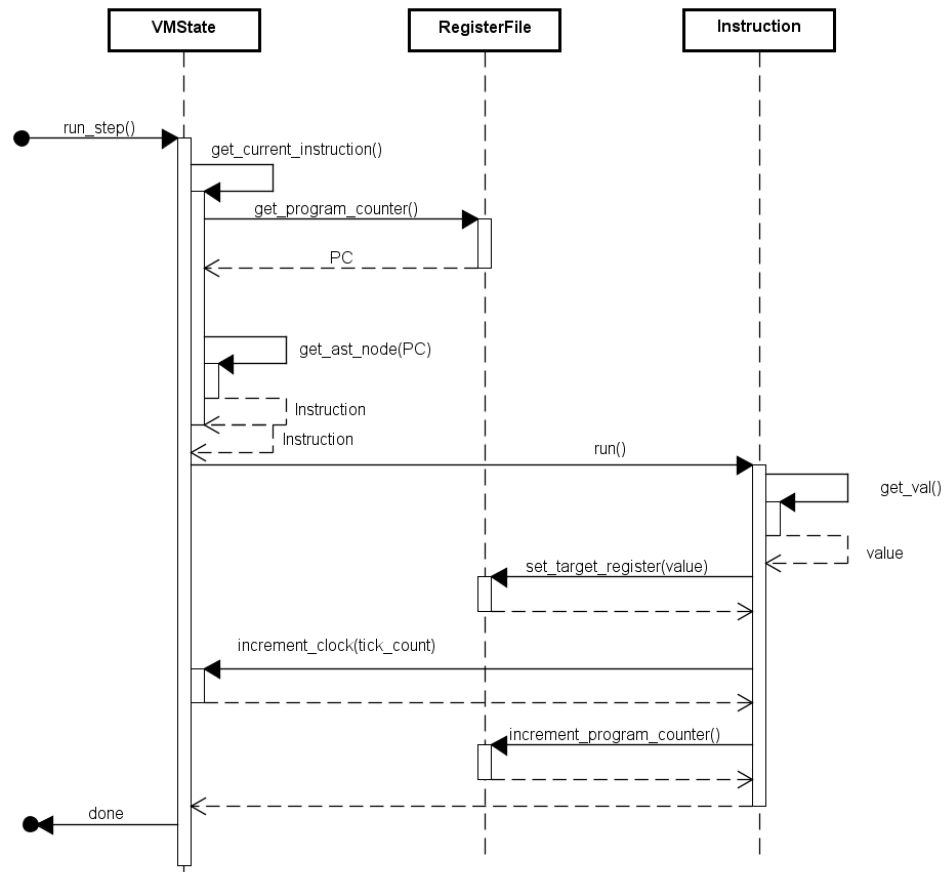 VMState
RegisterFile
Instruction
run_step()
get_current_instruction()
get_program_counter()
PC
get_ast_node(PC)
Instruction
Instruction
run()
get_val()
value
set_target_register(value)
increment_clock(tick_count)
increment_program_counter()
done